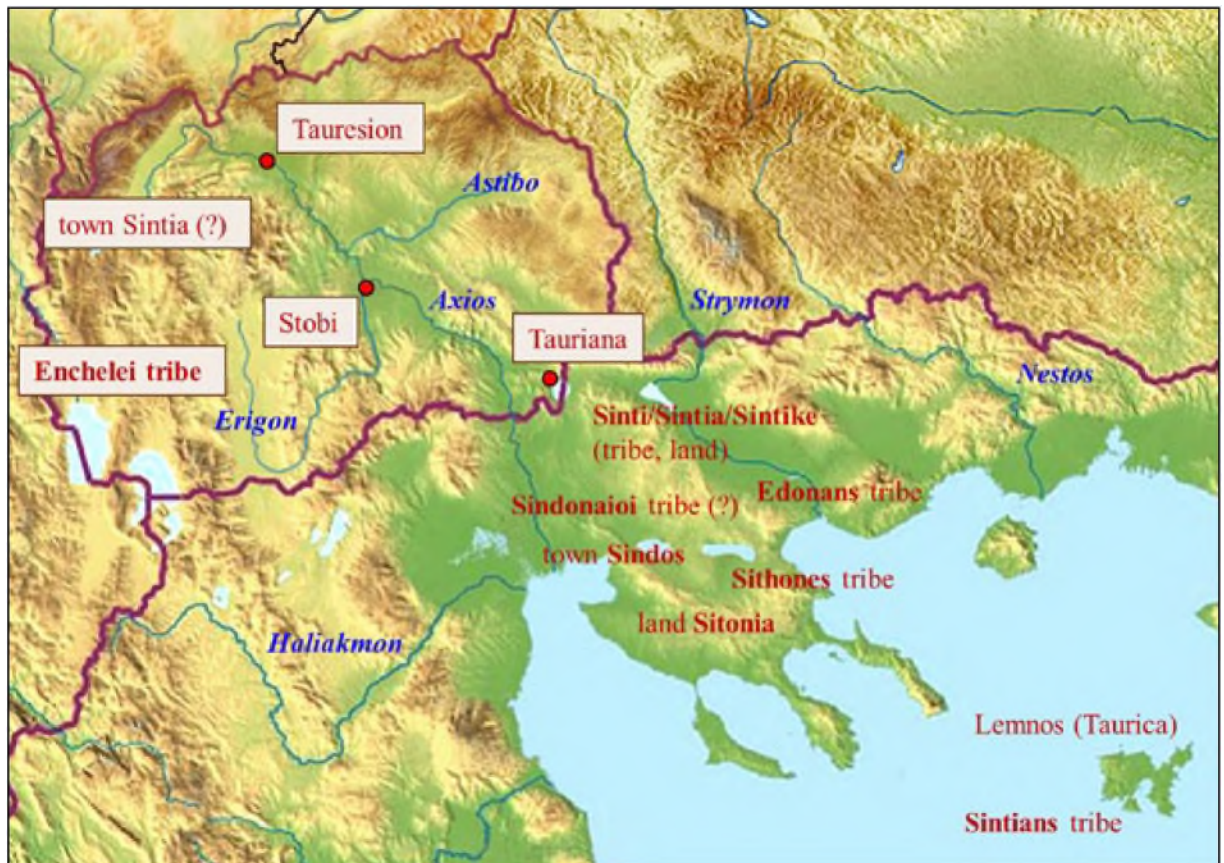 Tauresion
Astibo
town Sintia (?)
Axios
Strymon
Stobi
Tauriana
Enchelei tribe
Nestos
Erigon
Sinti/Sintia/Sintike
(tribe, land)
Edonans tribe
Sindonaioi tribe (?)
town Sindos
Sithones tribe
land Sitonia
Haliakmon
Lemnos (Taurica)
Sintians tribe